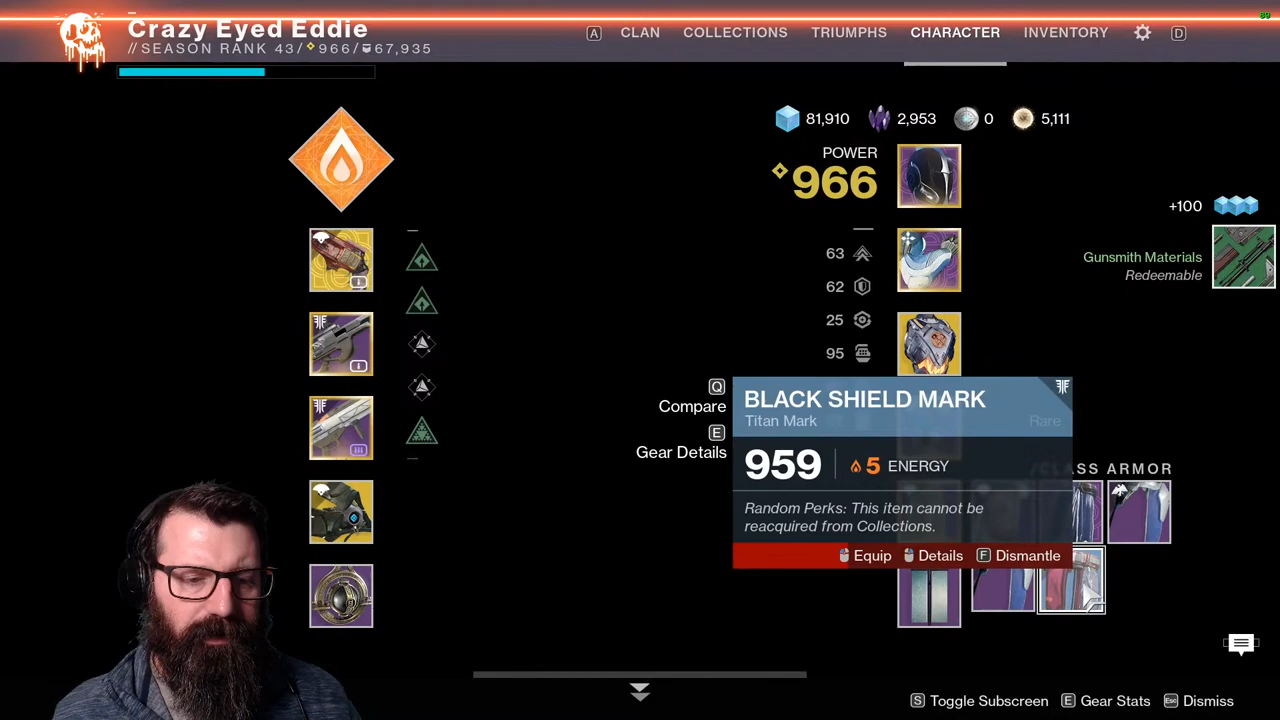 89
Crazy Eyed Eddie
//SEASON RANK 43/966/67,935
A CLAN COLLECTIONS TRIUMPHS CHARACTER INVENTORY D
81,910 2,953 0 5,111
POWER
966
+100
63
Gunsmith Materials
Redeemable
62
25
95
Q
Compare
E
Gear Details
BLACK SHIELD MARK
Titan Mark
Rare
959 5 ENERGY
/CLASS ARMOR
Random Perks: This item cannot be
reacquired from Collections.
Equip Details F Dismantle
S Toggle Subscreen E Gear Stats Esc Dismiss